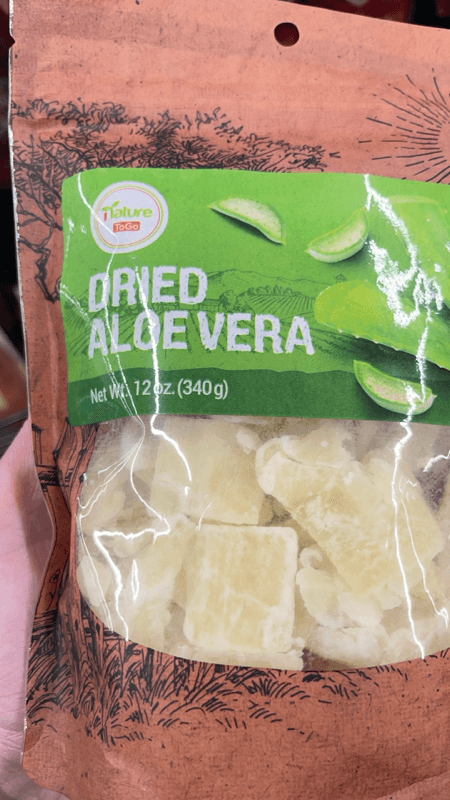 Nature
ToGo
DRIED
ALOE VERA
Net Wt. 12 oz. (340g)